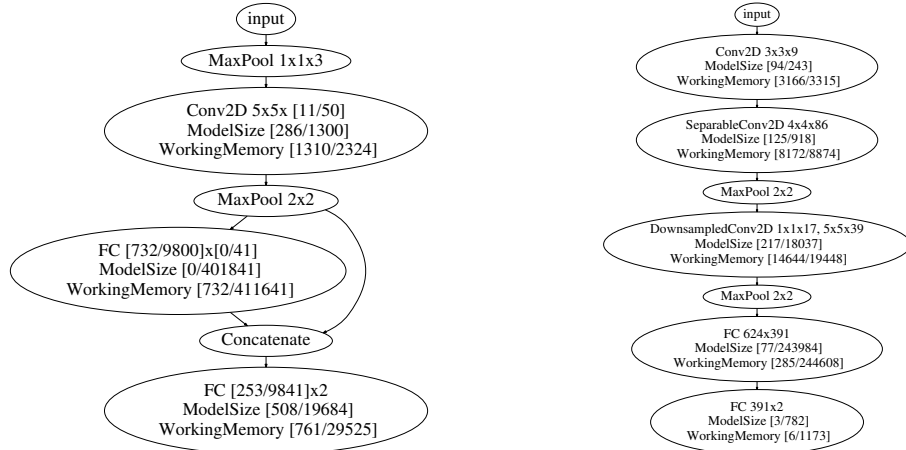 input
MaxPool 1x1x3
Conv2D 5x5x [11/50]
ModelSize [286/1300]
WorkingMemory [1310/2324]
MaxPool 2x2
FC [732/9800]x[0/41]
ModelSize [0/401841]
WorkingMemory [732/411641]
Concatenate
FC [253/9841]x2
ModelSize [508/19684]
WorkingMemory [761/29525]
input
Conv2D 3x3x9
ModelSize [94/243]
WorkingMemory [3166/3315]
SeparableConv2D 4x4x86
ModelSize [125/918]
WorkingMemory [8172/8874]
MaxPool 2x2
DownsampledConv2D 1x1x17, 5x5x39
ModelSize [217/18037]
WorkingMemory [14644/19448]
MaxPool 2x2
FC 624x391
ModelSize [77/243984]
WorkingMemory [285/244608]
FC 391x2
ModelSize [3/782]
WorkingMemory [6/1173]